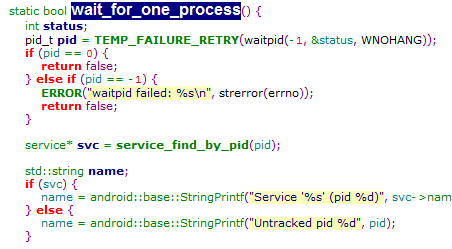 static bool wait_for_one_process() {
int status;
pid_t pid = TEMP_FAILURE_RETRY(waitpid(-1, &status, WNOHANG));
if (pid == 0) {
return false;
} else if (pid == -1) {
ERROR("waitpid failed: %s\n", strerror(errno));
return false;
}
service* svc = service_find_by_pid(pid);
std::string name;
if (svc) {
name = android::base::StringPrintf("Service '%s' (pid %d)", svc->nam
} else {
name = android::base::StringPrintf("Untracked pid %d", pid);
}